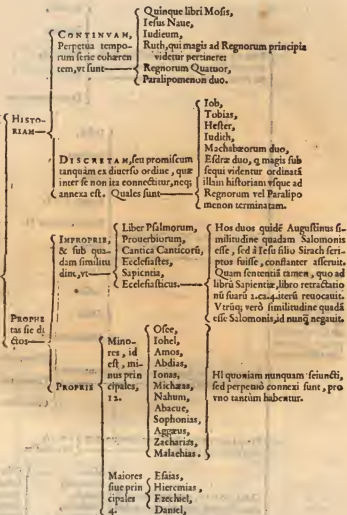 CONTINVAM,
Perpetua tempo-
rum serie cohæren
tem, vt sunt
Quinque libri Mosis,
Iesus Naue,
Iudicum,
Ruth, qui magis ad Regnorum principia
videtur pertinere:
Regnorum Quatuor,
Paralipomenon duo.
HISTO-
RIAM
DISCRETAM, seu promiscum
tanquàm ex diuerso ordine, quæ
inter se non ita connectitur, neq;
annexa est. Quales sunt
Iob,
Tobias,
Hester,
Iudich,
Machabæorum duo,
Esdræ duo, q magis sub
sequi videntur ordinatã
illam historiam vsque ad
Regnorum vel Paralipo
menon terminatam.
PROPHE
tas sic di
ctos
IMPROPRIE,
& sub qua-
dam similitu
dine, vt
Liber Psalmorum,
Prouerbiorum,
Cantica Canticorũ,
Ecclesiastes,
Sapientia,
Ecclesiasticus.
Hos duos quidẽ Augustinus si-
militudine quadam Salomonis
esse, sed à Iesu filio Sirach scri-
ptos fuisse, constanter asseruit.
Quam sententiã tamen, quo ad
librũ Sapientiæ, libro retractatio
nũ suarũ 2.ca.4.iterũ reuocauit.
Vtrũq; verò similitudine quadã
esse Salomonis, id nunq̃ negauit.
PROPRIE
Mino-
res, id
est, mi-
nus prin
cipales,
12.
Osee,
Iohel,
Amos,
Abdias,
Ionas,
Michæas,
Nahum,
Abacuc,
Sophonias,
Aggæus,
Zacharias,
Malachias.
Hi quoniam nunquam seiuncti,
sed perpetuò connexi sunt, pro
vno tantùm habentur.
Maiores
siue prin
cipales
4.
Esaias,
Hieremias,
Ezechiel,
Daniel,